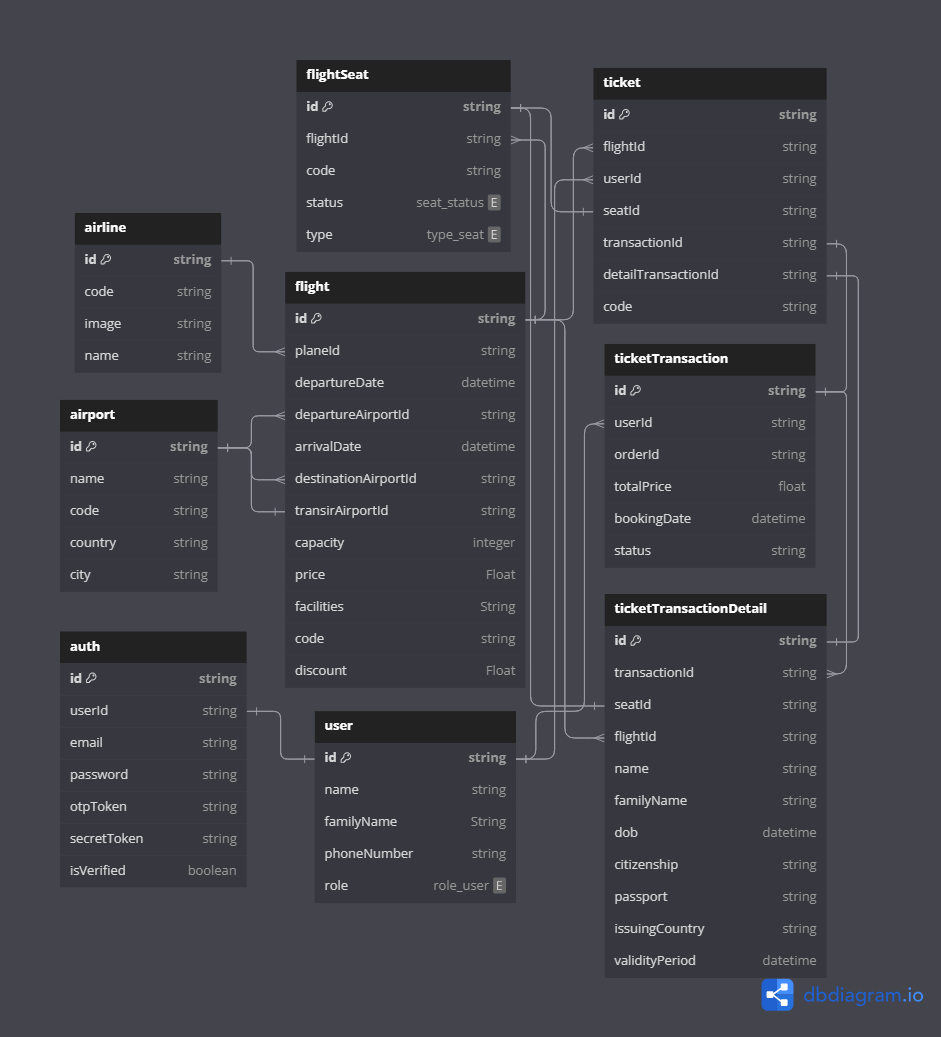 flightSeat
id string
flightId string
code string
status seat_status E
type type_seat E
ticket
id string
flightId string
userId string
seatId string
transactionId string
detailTransactionId string
code string
airline
id string
code string
image string
name string
flight
id string
planeId string
departureDate datetime
departureAirportId string
arrivalDate datetime
destinationAirportId string
transirAirportId string
capacity integer
price Float
facilities String
code string
discount Float
airport
id string
name string
code string
country string
city string
ticketTransaction
id string
userId string
orderId string
totalPrice float
bookingDate datetime
status string
auth
id string
userId string
email string
password string
otpToken string
secretToken string
isVerified boolean
user
id string
name string
familyName String
phoneNumber string
role role_user E
ticketTransactionDetail
id string
transactionId string
seatId string
flightId string
name string
familyName string
dob datetime
citizenship string
passport string
issuingCountry string
validityPeriod datetime
dbdiagram.io